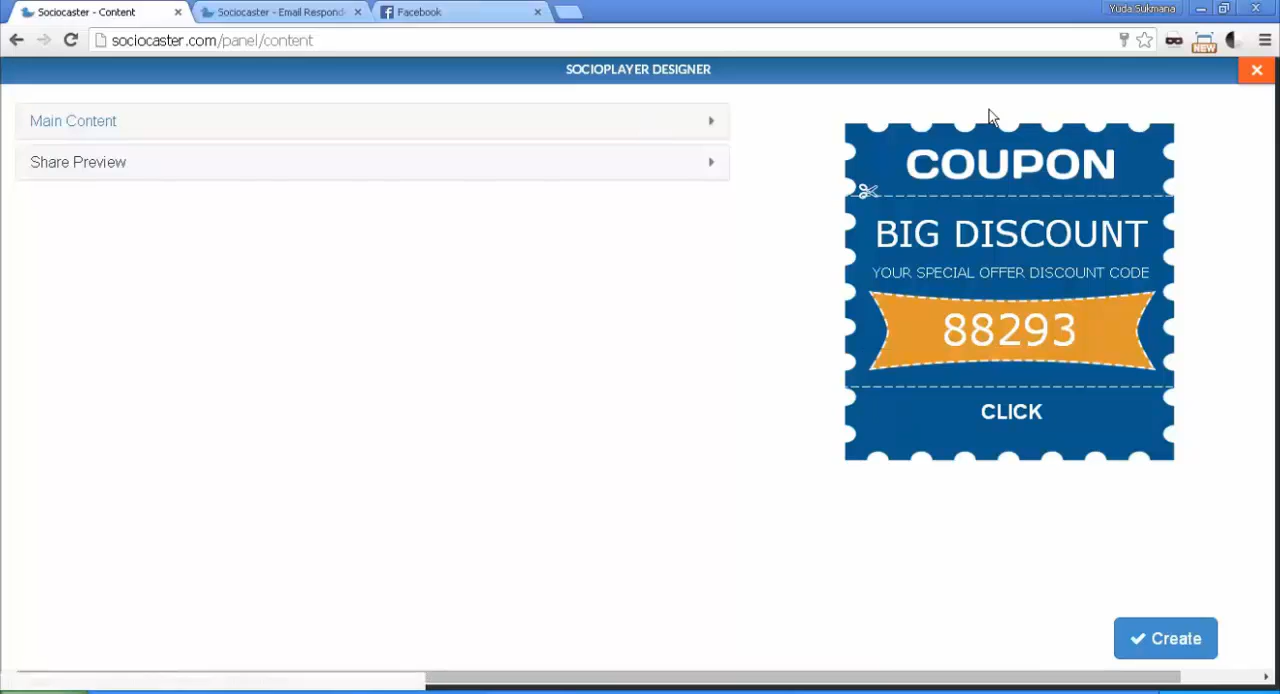 Sociocaster - Content
Sociocaster - Email Respond
Facebook
Yuda Sukmana
sociocaster.com/panel/content
NEW
SOCIOPLAYER DESIGNER
Main Content
Share Preview
COUPON
BIG DISCOUNT
YOUR SPECIAL OFFER DISCOUNT CODE
88293
CLICK
Create